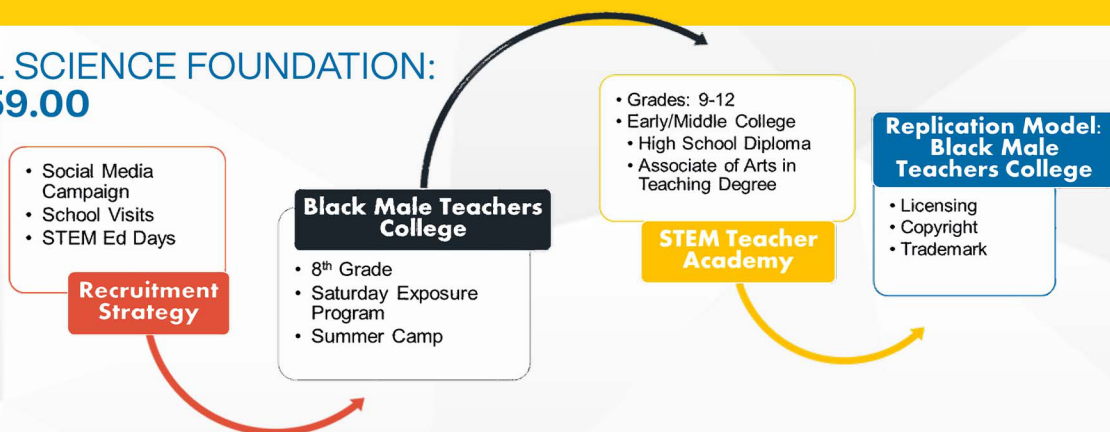 SCIENCE FOUNDATION:
59.00
• Social Media
Campaign
• School Visits
• STEM Ed Days
Recruitment
Strategy
Black Male Teachers
College
• 8th Grade
• Saturday Exposure
Program
• Summer Camp
• Grades: 9-12
• Early/Middle College
• High School Diploma
• Associate of Arts in
Teaching Degree
STEM Teacher
Academy
Replication Model:
Black Male
Teachers College
• Licensing
• Copyright
• Trademark